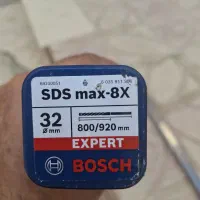 SDS max-8X
32
Ø mm
800/920 mm
EXPERT
BOSCH